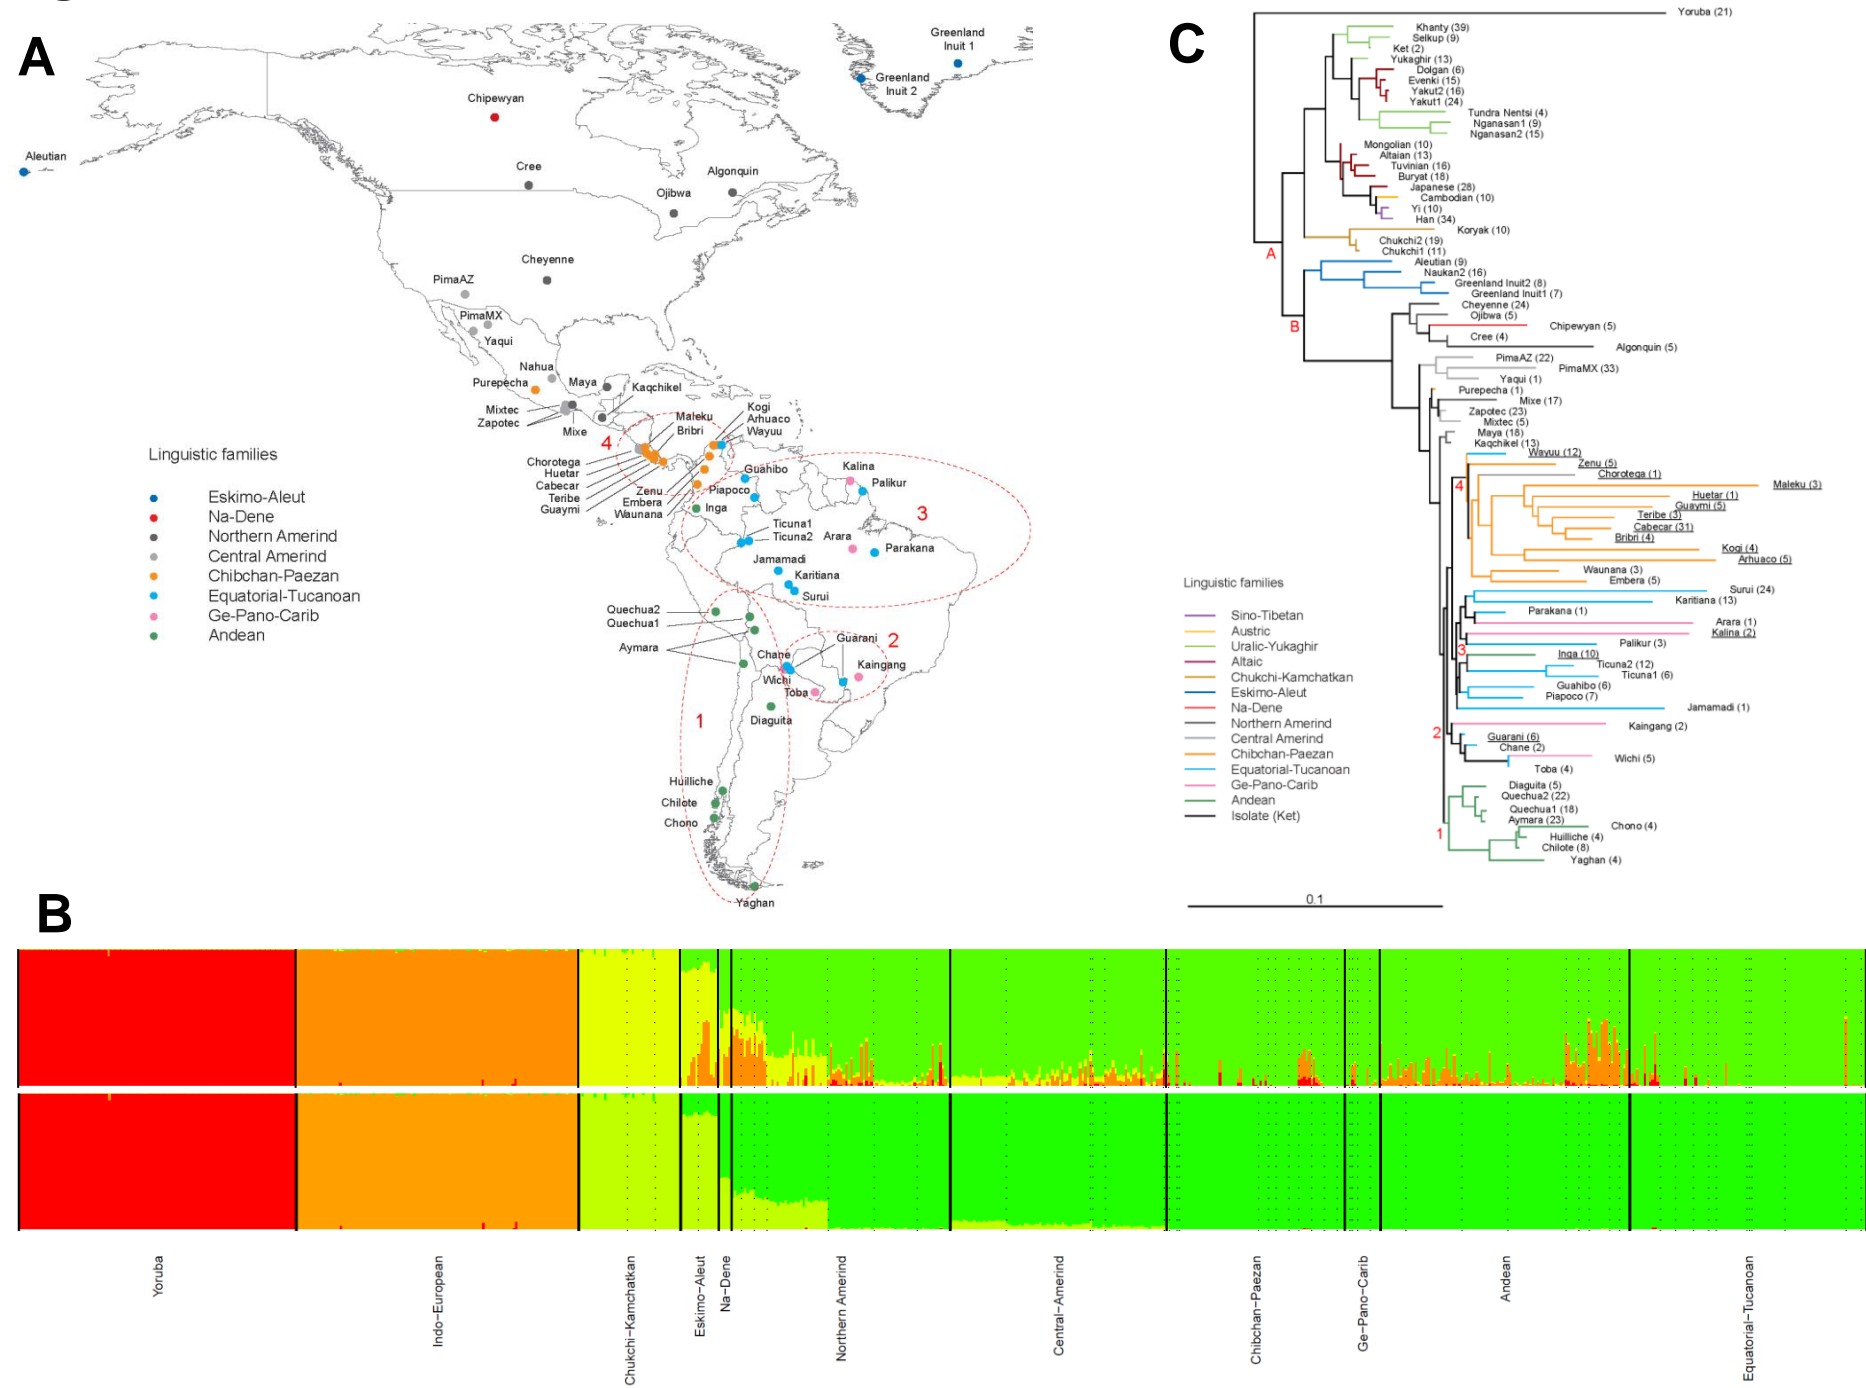 A
Greenland
Inuit 1
Greenland
Inuit 2
Chipewyan
Aleutian
Cree
Algonquin
Ojibwa
Cheyenne
PimaAZ
PimaMX
Yaqui
Nahua
Purepecha
Maya
Kaqchikel
Mixtec
Zapotec
Mixe
Maleku
Bribri
Kogi
Arhuaco
Wayuu
4
Chorotega
Huetar
Cabecar
Teribe
Guaymi
Zenu
Embera
Waunana
Guahibo
Piapoco
Inga
Kalina
Palikur
3
Ticuna1
Ticuna2
Arara
Parakana
Jamamadi
Karitiana
Surui
Quechua2
Quechua1
Aymara
Guarani
2
Chane
Kaingang
Wichi
Toba
Diaguita
1
Huilliche
Chilote
Chono
Yaghan
Linguistic families
Eskimo-Aleut
Na-Dene
Northern Amerind
Central Amerind
Chibchan-Paezan
Equatorial-Tucanoan
Ge-Pano-Carib
Andean
C
Yoruba (21)
Khanty (39)
Selkup (9)
Ket (2)
Yukaghir (13)
Dolgan (6)
Evenki (15)
Yakut2 (16)
Yakut1 (24)
Tundra Nentsi (4)
Nganasan1 (9)
Nganasan2 (15)
Mongolian (10)
Altaian (13)
Tuvinian (16)
Buryat (18)
Japanese (28)
Cambodian (10)
Yi (10)
Han (34)
Koryak (10)
Chukchi2 (19)
Chukchi1 (11)
A
Aleutian (9)
Naukan2 (16)
Greenland Inuit2 (8)
Greenland Inuit1 (7)
Cheyenne (24)
Ojibwa (5)
B
Chipewyan (5)
Cree (4)
Algonquin (5)
PimaAZ (22)
PimaMX (33)
Yaqui (1)
Purepecha (1)
Mixe (17)
Zapotec (23)
Mixtec (5)
Maya (18)
Kaqchikel (13)
Wayuu (12)
Zenu (5)
Chorotega (1)
4
Maleku (3)
Huetar (1)
Guaymi (5)
Teribe (3)
Cabecar (31)
Bribri (4)
Kogi (4)
Arhuaco (5)
Waunana (3)
Embera (5)
Surui (24)
Karitiana (13)
Parakana (1)
Arara (1)
Kalina (2)
Palikur (3)
3
Inga (10)
Ticuna2 (12)
Ticuna1 (6)
Guahibo (6)
Piapoco (7)
Jamamadi (1)
Kaingang (2)
2
Guarani (6)
Chane (2)
Wichi (5)
Toba (4)
Diaguita (5)
Quechua2 (22)
Quechua1 (18)
Aymara (23)
Chono (4)
1
Huilliche (4)
Chilote (8)
Yaghan (4)
Linguistic families
Sino-Tibetan
Austric
Uralic-Yukaghir
Altaic
Chukchi-Kamchatkan
Eskimo-Aleut
Na-Dene
Northern Amerind
Central Amerind
Chibchan-Paezan
Equatorial-Tucanoan
Ge-Pano-Carib
Andean
Isolate (Ket)
0.1
B
Yoruba
Indo−European
Chukchi−Kamchatkan
Eskimo−Aleut
Na−Dene
Northern Amerind
Central−Amerind
Chibchan−Paezan
Ge−Pano−Carib
Andean
Equatorial−Tucanoan